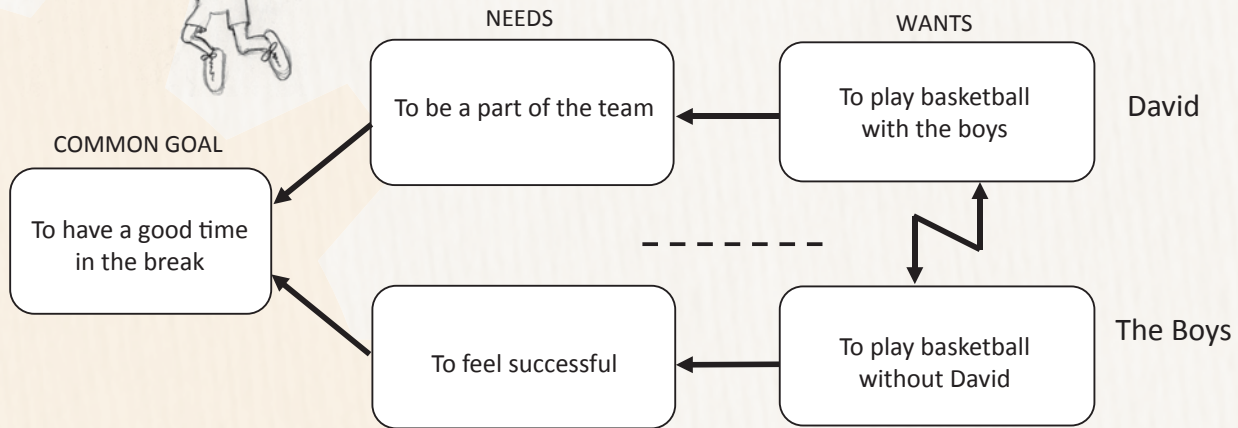 NEEDS
WANTS
To be a part of the team
To play basketball
with the boys
David
COMMON GOAL
To have a good time
in the break
To feel successful
To play basketball
without David
The Boys